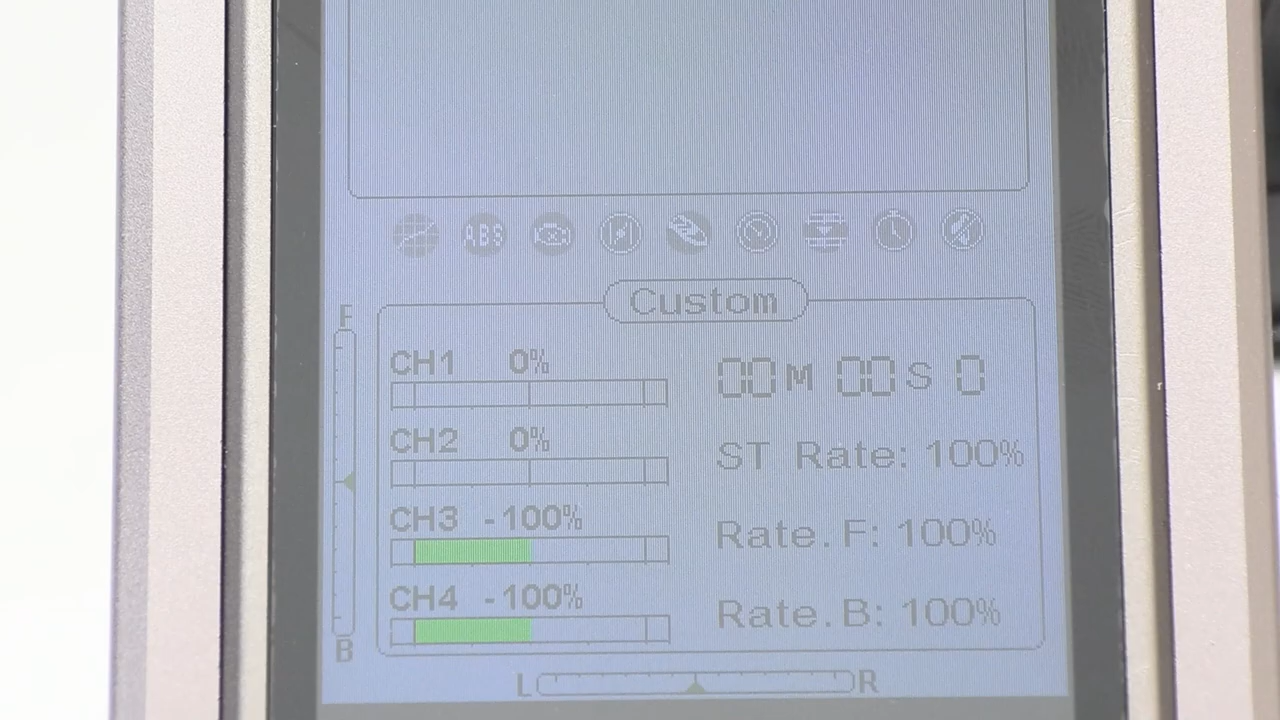 ABS
Custom
F
CH1 0%
00M 00S 0
CH2 0%
ST Rate: 100%
CH3 -100%
Rate.F: 100%
CH4 -100%
Rate.B: 100%
B
L R